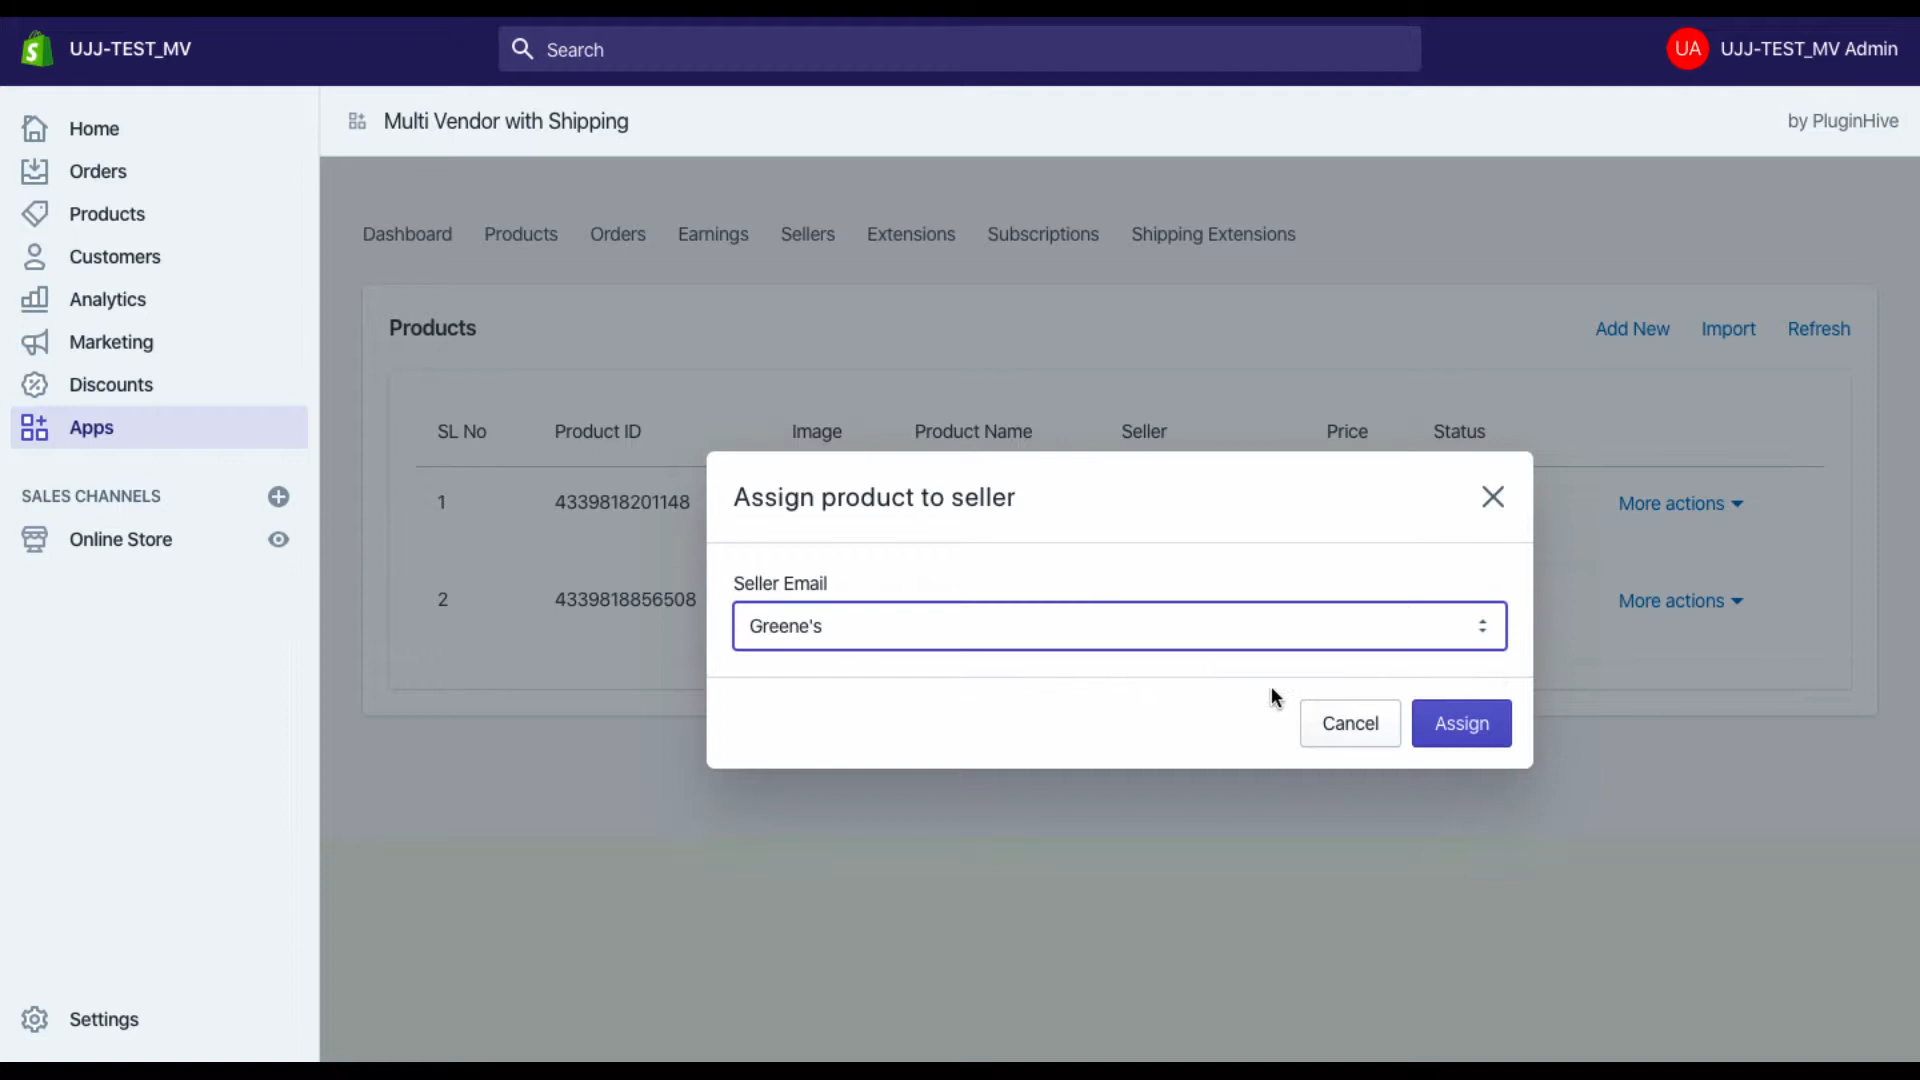 UJJ-TEST_MV
Search
UA UJJ-TEST_MV Admin
Home
Orders
Products
Customers
Analytics
Marketing
Discounts
Apps
SALES CHANNELS
Online Store
Settings
Multi Vendor with Shipping
by PluginHive
Dashboard Products Orders Earnings Sellers Extensions Subscriptions Shipping Extensions
Products
Add New Import Refresh
SL No Product ID Image Product Name Seller Price Status
1 4339818201148 More actions
2 4339818856508 More actions
Assign product to seller
Seller Email
Greene's
Cancel Assign